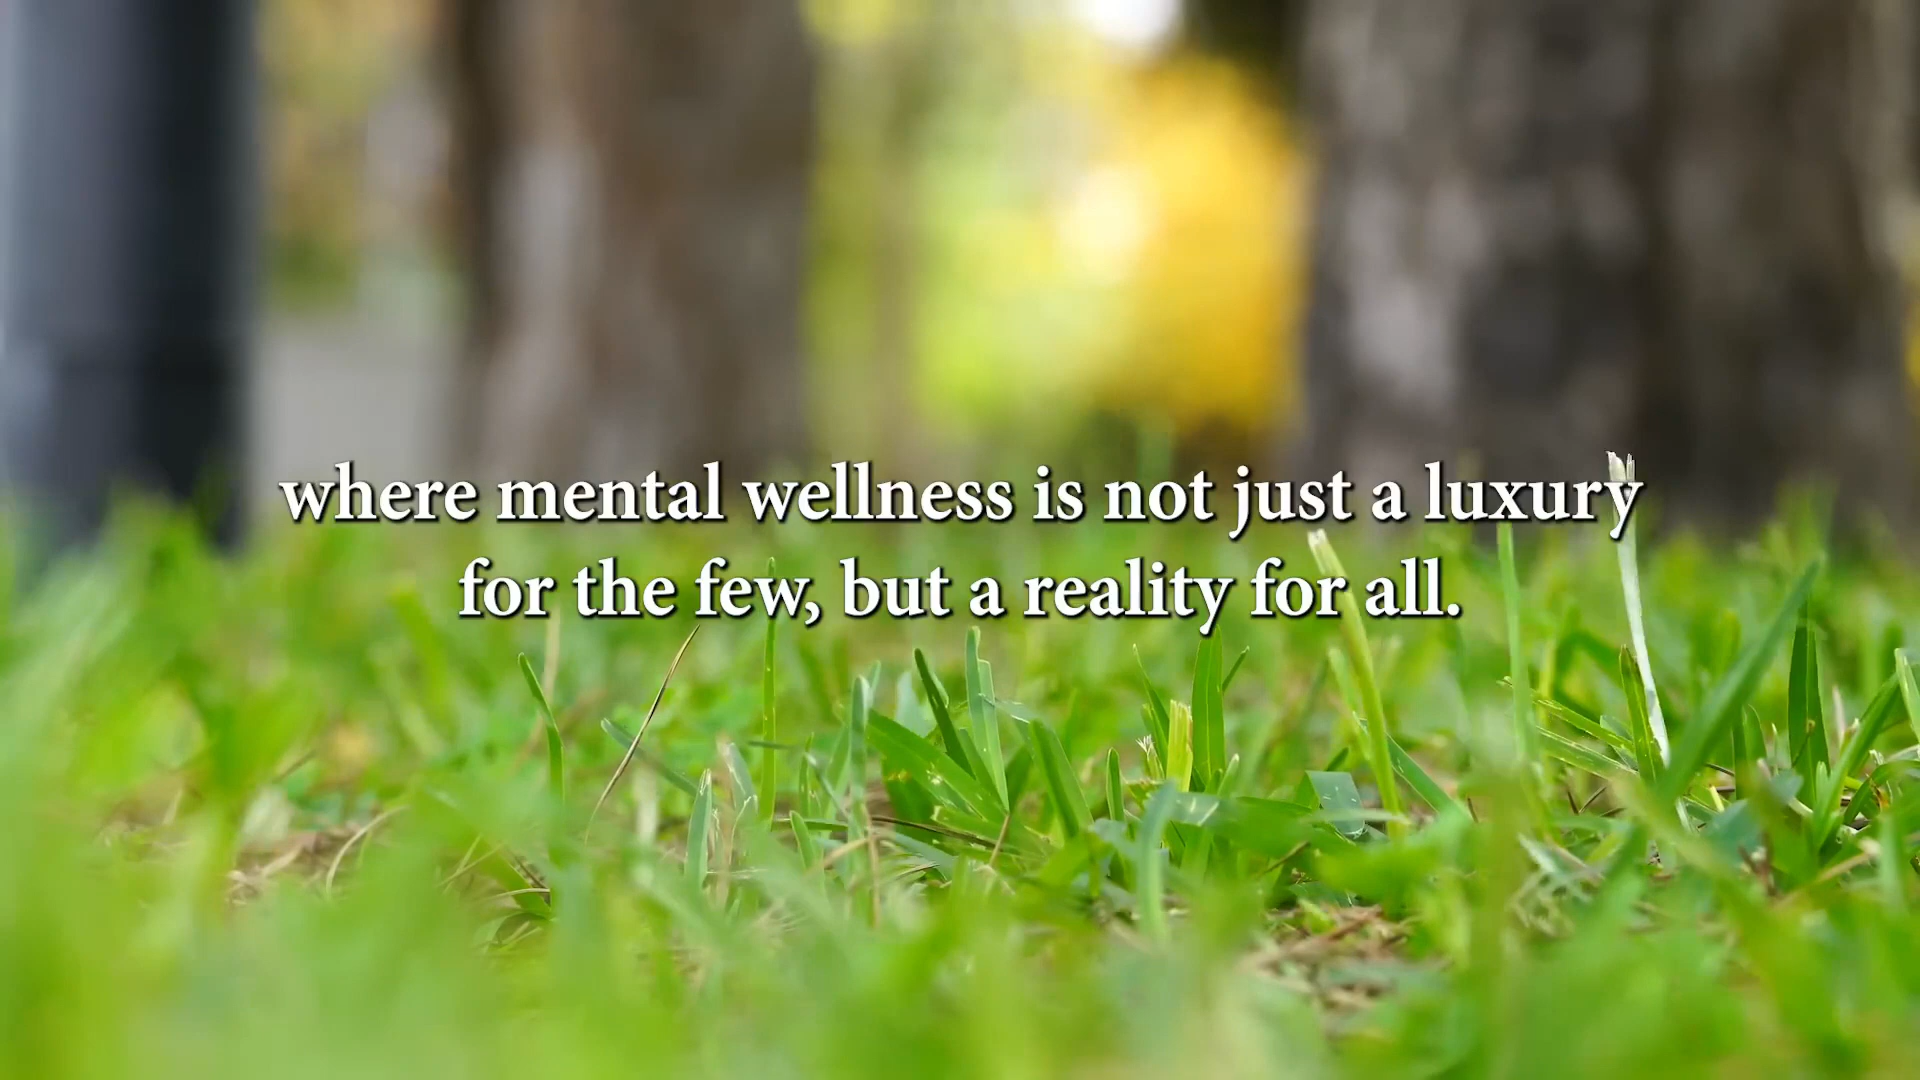 where mental wellness is not just a luxury
for the few, but a reality for all.